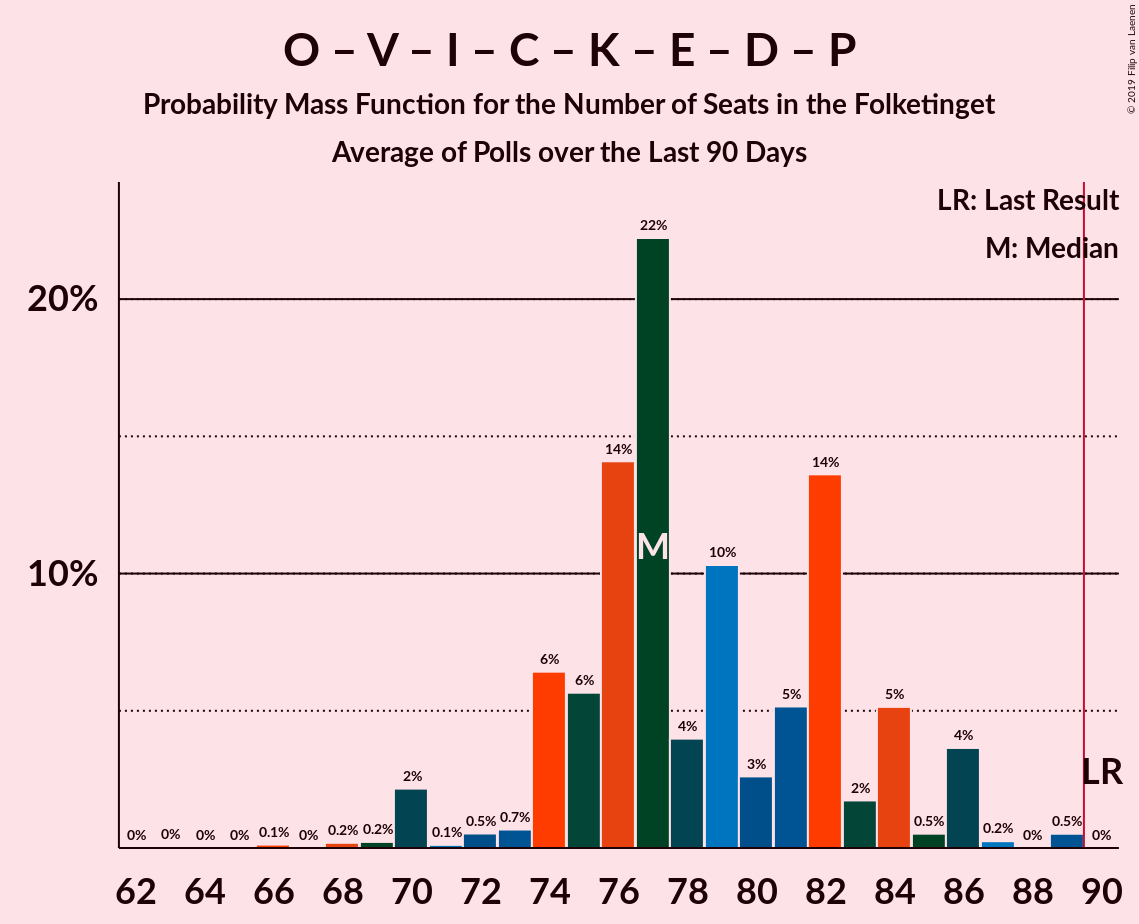 O – V – I – C – K – E – D – P
Probability Mass Function for the Number of Seats in the Folketinget
Average of Polls over the Last 90 Days
© 2019 Filip van Laenen
LR: Last Result
M: Median
20%
10%
0% 0% 0% 0% 0.1% 0% 0.2% 0.2% 2% 0.1% 0.5% 0.7% 6% 6% 14% 22% 4% 10% 3% 5% 14% 2% 5% 0.5% 4% 0.2% 0% 0.5% 0%
M
LR
62 64 66 68 70 72 74 76 78 80 82 84 86 88 90